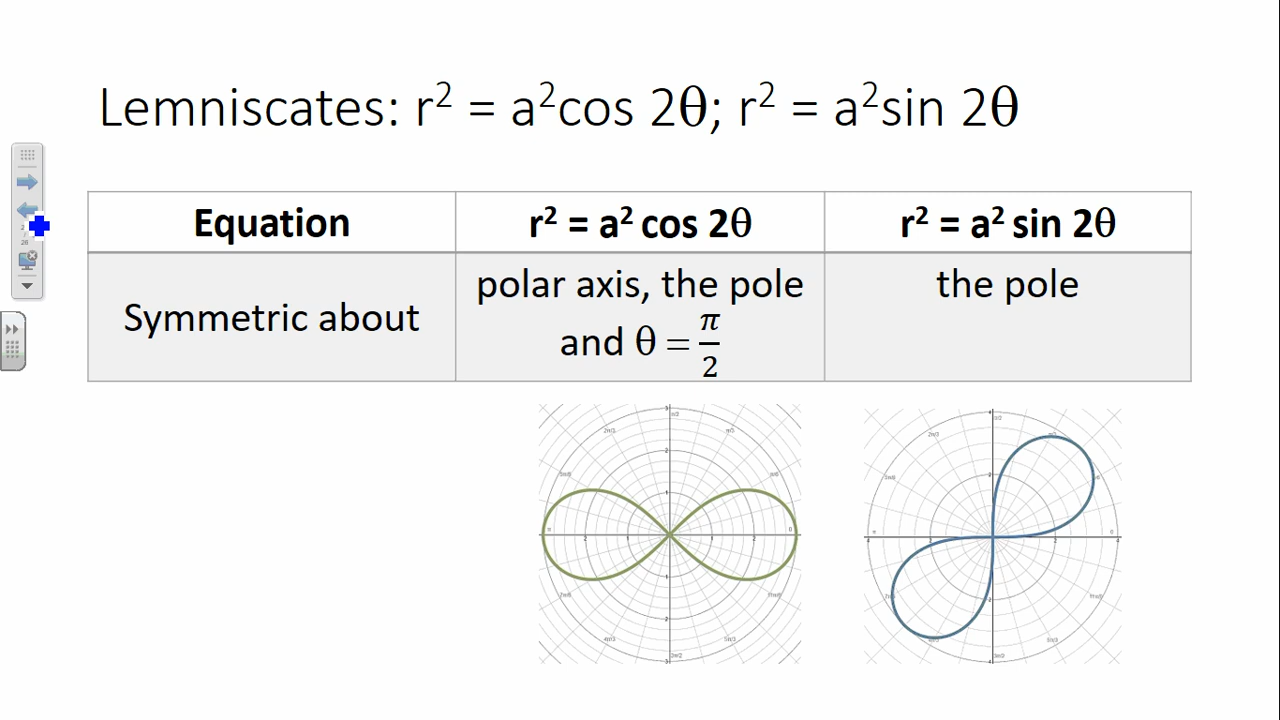 Lemniscates: r² = a²cos 2θ; r² = a²sin 2θ
Equation
r² = a² cos 2θ
r² = a² sin 2θ
Symmetric about
polar axis, the pole
and θ = π/2
the pole